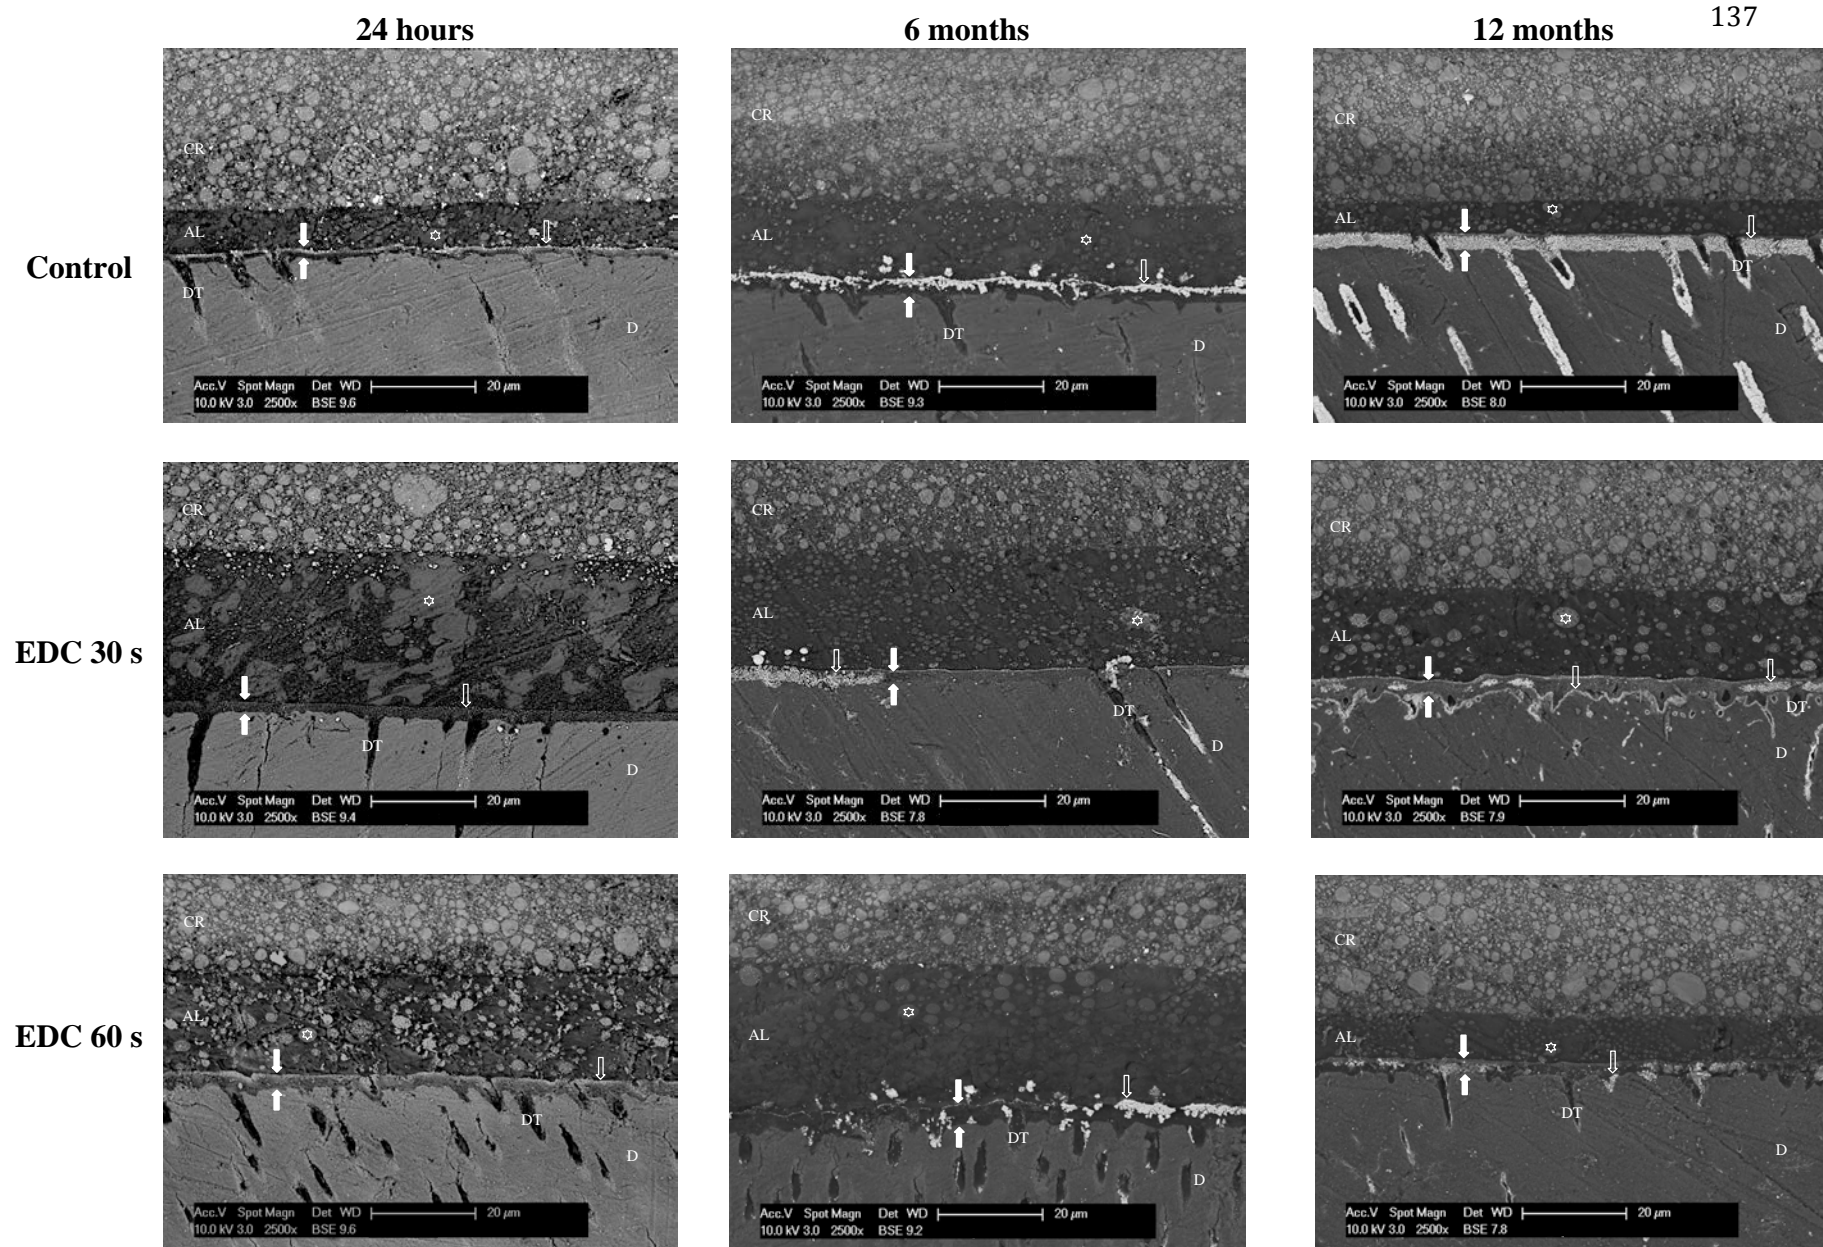 137
24 hours 6 months 12 months
Control
CR
AL
DT
D
Acc.V Spot Magn Det WD 20 µm
10.0 kV 3.0 2500x BSE 9.6
CR
AL
DT
D
Acc.V Spot Magn Det WD 20 µm
10.0 kV 3.0 2500x BSE 9.3
CR
AL
DT
D
Acc.V Spot Magn Det WD 20 µm
10.0 kV 3.0 2500x BSE 8.0
EDC 30 s
CR
AL
DT
D
Acc.V Spot Magn Det WD 20 µm
10.0 kV 3.0 2500x BSE 9.4
CR
AL
DT
D
Acc.V Spot Magn Det WD 20 µm
10.0 kV 3.0 2500x BSE 7.8
CR
AL
DT
D
Acc.V Spot Magn Det WD 20 µm
10.0 kV 3.0 2500x BSE 7.9
EDC 60 s
CR
AL
DT
D
Acc.V Spot Magn Det WD 20 µm
10.0 kV 3.0 2500x BSE 9.6
CR
AL
DT
D
Acc.V Spot Magn Det WD 20 µm
10.0 kV 3.0 2500x BSE 9.2
CR
AL
DT
D
Acc.V Spot Magn Det WD 20 µm
10.0 kV 3.0 2500x BSE 7.8